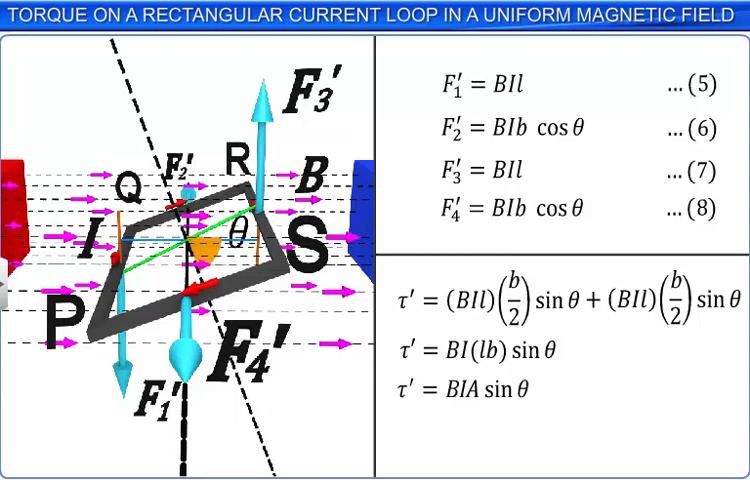 TORQUE ON A RECTANGULAR CURRENT LOOP IN A UNIFORM MAGNETIC FIELD
F₃′
F₂′
R
B
Q
I
θ
S
P
F₄′
F₁′
F₁′ = BIl ...(5)
F₂′ = BIb cos θ ...(6)
F₃′ = BIl ...(7)
F₄′ = BIb cos θ ...(8)
τ′ = (BIl)(b/2) sin θ + (BIl)(b/2) sin θ
τ′ = BI(lb) sin θ
τ′ = BIA sin θ